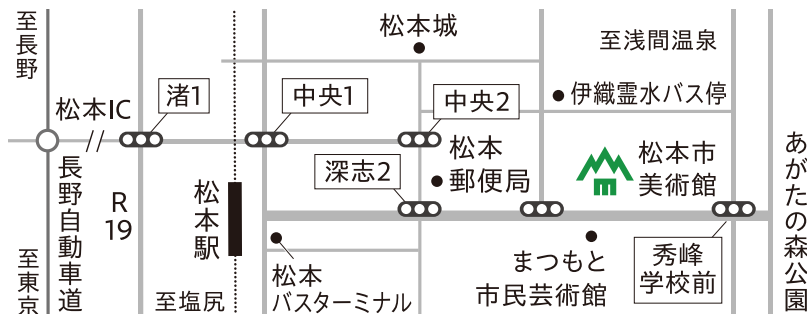 至長野
松本城
至浅間温泉
渚1
中央1
中央2
伊織霊水バス停
松本IC
深志2
松本
郵便局
松本市
美術館
あがたの森公園
長野自動車道
R
19
松本駅
秀峰
学校前
松本
バスターミナル
まつもと
市民芸術館
至東京
至塩尻